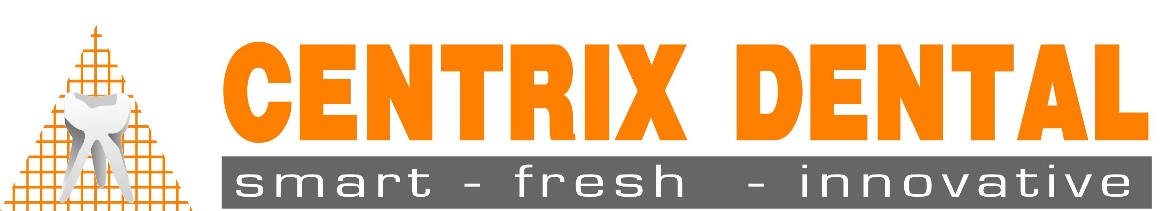 CENTRIX DENTAL
smart - fresh - innovative